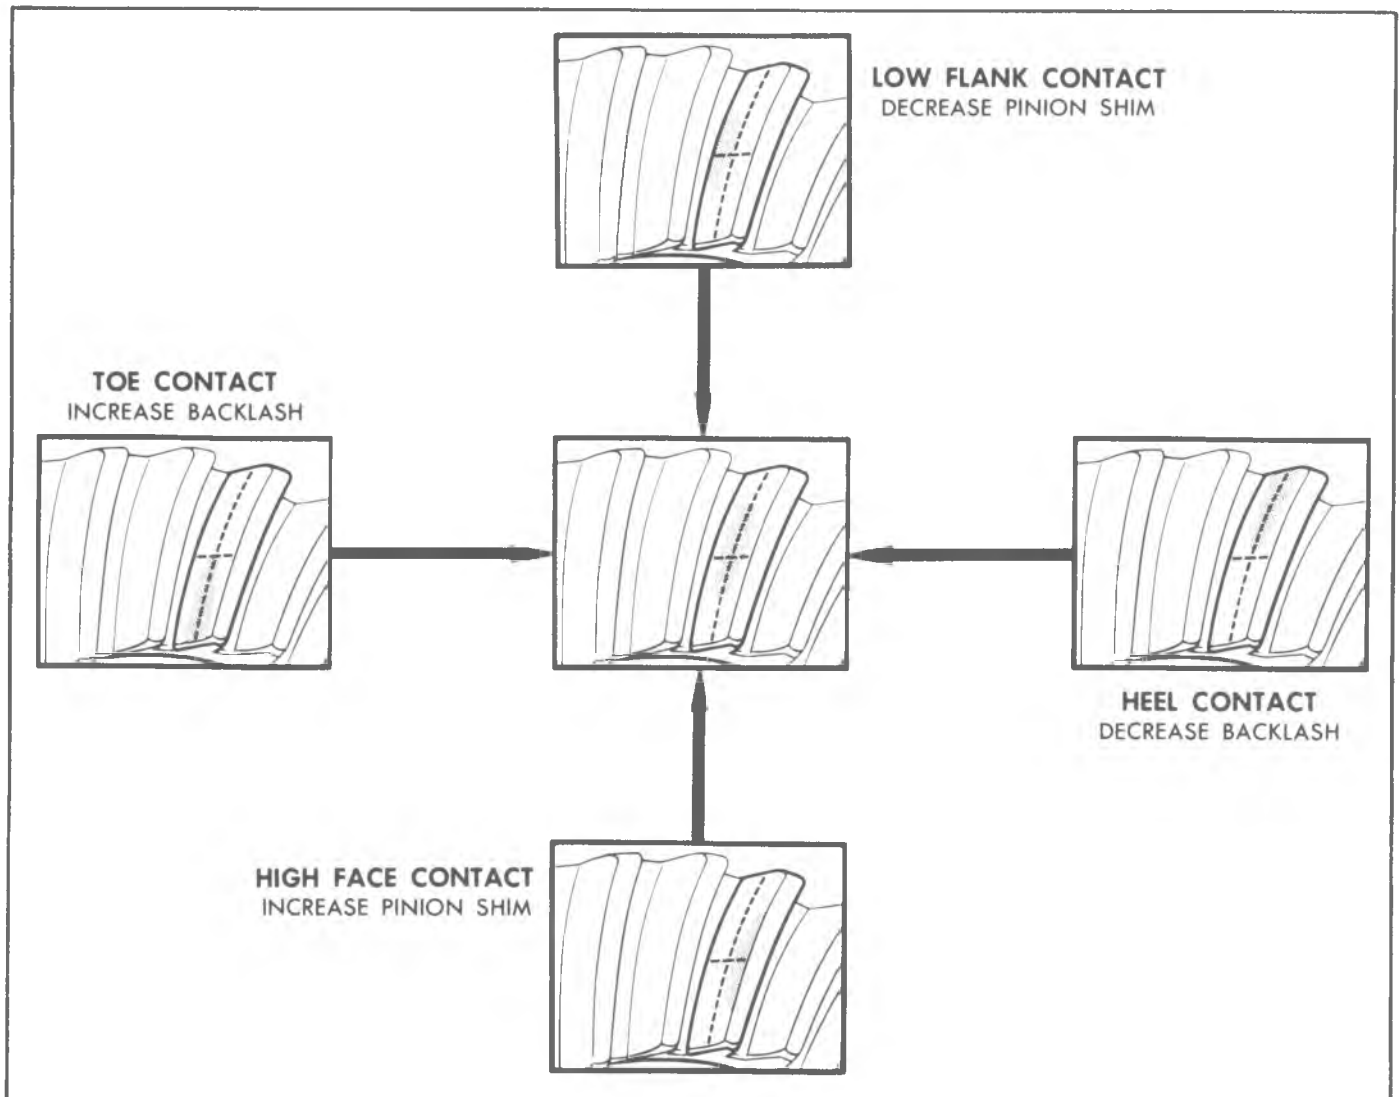 LOW FLANK CONTACT
DECREASE PINION SHIM
TOE CONTACT
INCREASE BACKLASH
HEEL CONTACT
DECREASE BACKLASH
HIGH FACE CONTACT
INCREASE PINION SHIM